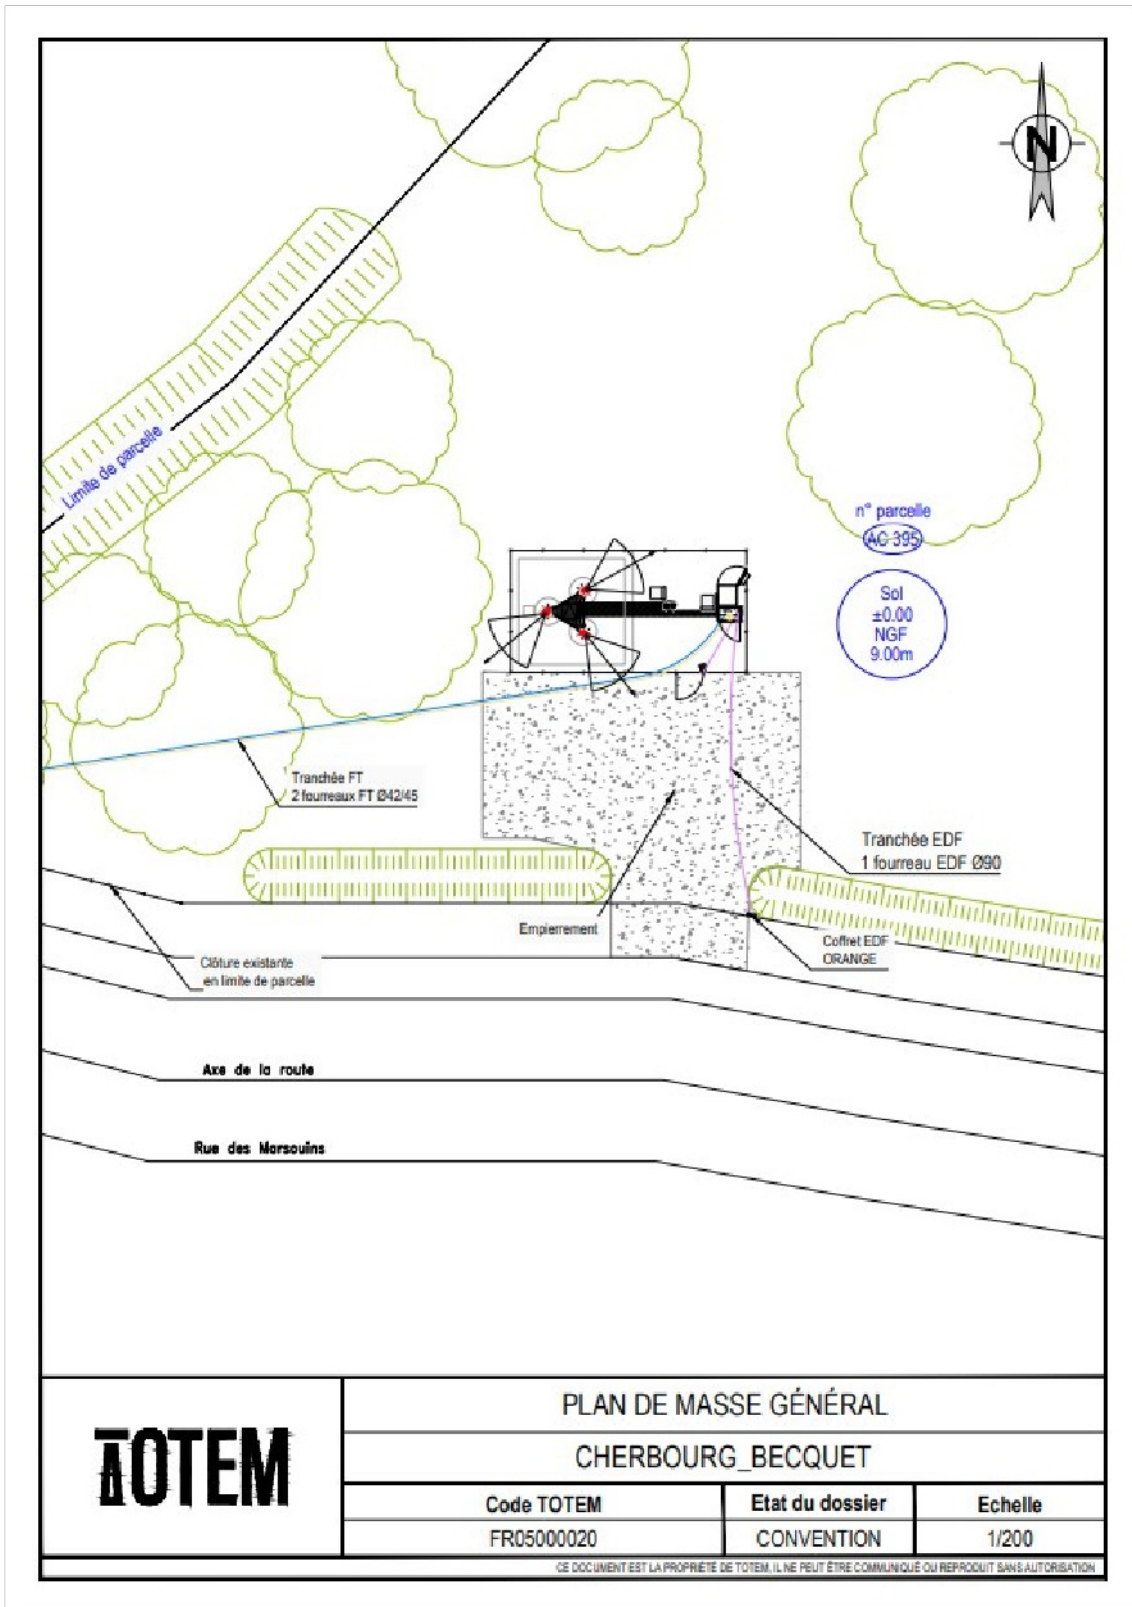 N
Limite de parcelle
n° parcelle
AC 395
Sol
±0.00
NGF
9.00m
Tranchée FT
2 fourreaux FT Ø42/45
Tranchée EDF
1 fourreau EDF Ø90
Empierrement
Coffret EDF
ORANGE
Clôture existante
en limite de parcelle
Axe de la route
Rue des Marsouins
TOTEM
PLAN DE MASSE GÉNÉRAL
CHERBOURG_BECQUET
Code TOTEM
Etat du dossier
Echelle
FR05000020
CONVENTION
1/200
CE DOCUMENT EST LA PROPRIÉTÉ DE TOTEM, IL NE PEUT ÊTRE COMMUNIQUÉ OU REPRODUIT SANS AUTORISATION